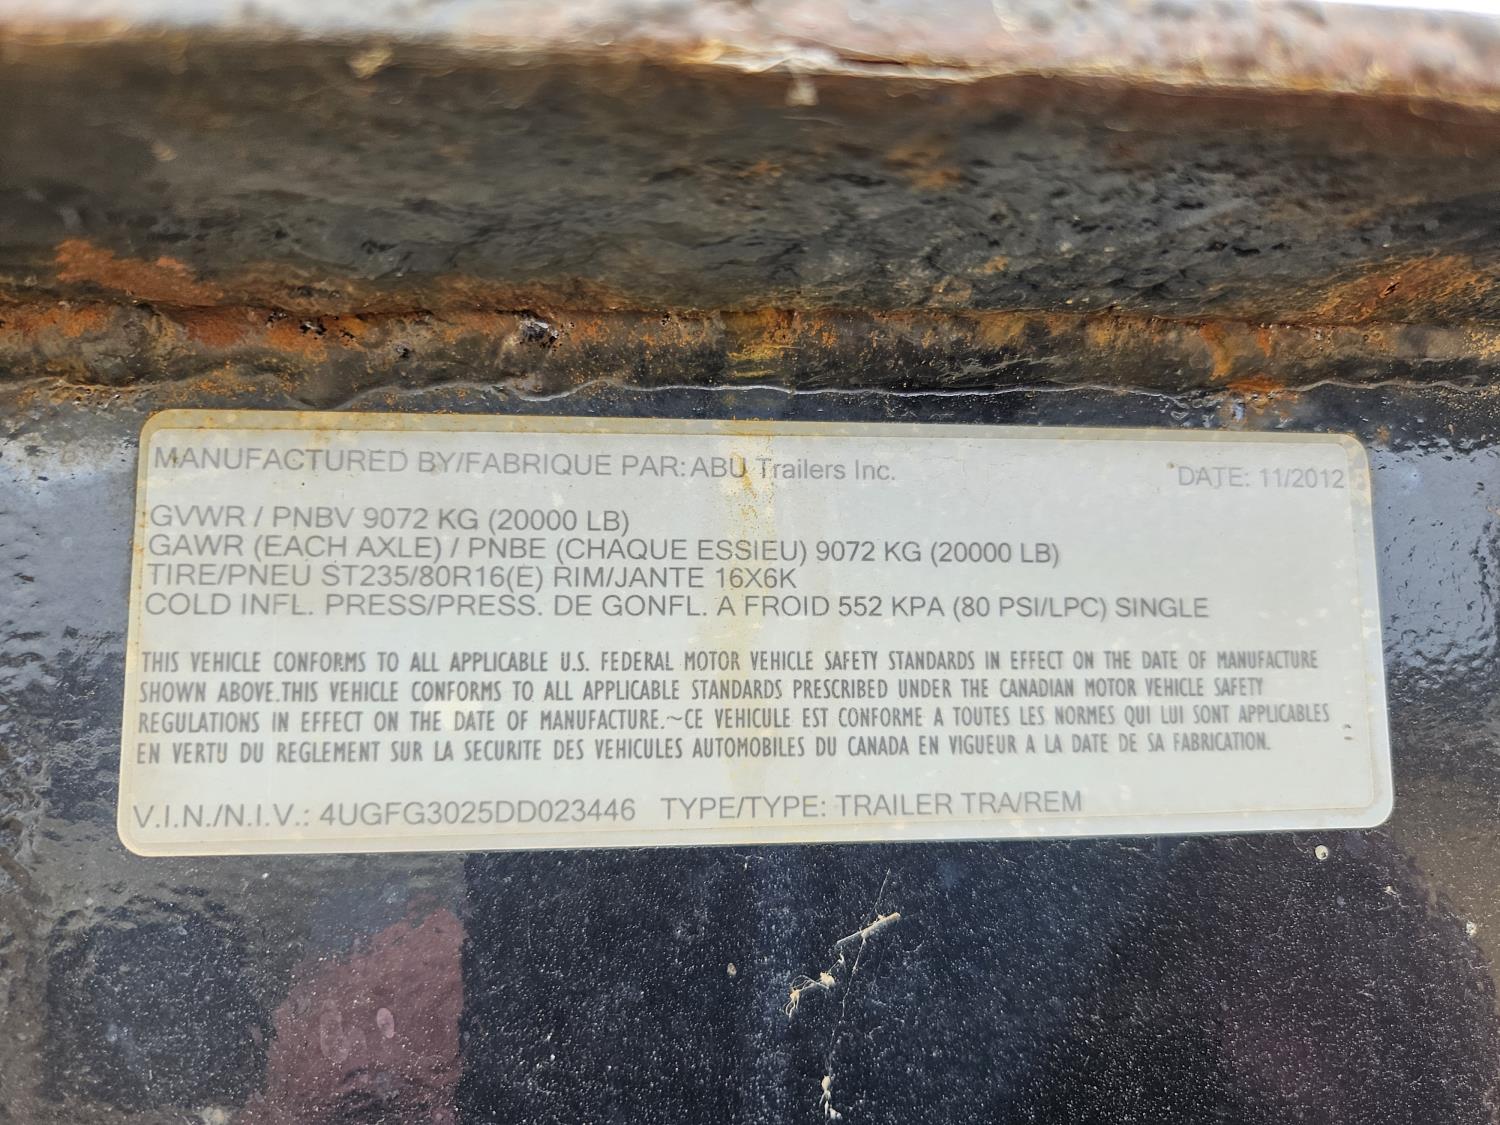 MANUFACTURED BY/FABRIQUE PAR: ABU Trailers Inc. DATE: 11/2012
GVWR / PNBV 9072 KG (20000 LB)
GAWR (EACH AXLE) / PNBE (CHAQUE ESSIEU) 9072 KG (20000 LB)
TIRE/PNEU ST235/80R16(E) RIM/JANTE 16X6K
COLD INFL. PRESS/PRESS. DE GONFL. A FROID 552 KPA (80 PSI/LPC) SINGLE
THIS VEHICLE CONFORMS TO ALL APPLICABLE U.S. FEDERAL MOTOR VEHICLE SAFETY STANDARDS IN EFFECT ON THE DATE OF MANUFACTURE
SHOWN ABOVE.THIS VEHICLE CONFORMS TO ALL APPLICABLE STANDARDS PRESCRIBED UNDER THE CANADIAN MOTOR VEHICLE SAFETY
REGULATIONS IN EFFECT ON THE DATE OF MANUFACTURE.~CE VEHICULE EST CONFORME A TOUTES LES NORMES QUI LUI SONT APPLICABLES
EN VERTU DU REGLEMENT SUR LA SECURITE DES VEHICULES AUTOMOBILES DU CANADA EN VIGUEUR A LA DATE DE SA FABRICATION.
V.I.N./N.I.V.: 4UGFG3025DD023446 TYPE/TYPE: TRAILER TRA/REM